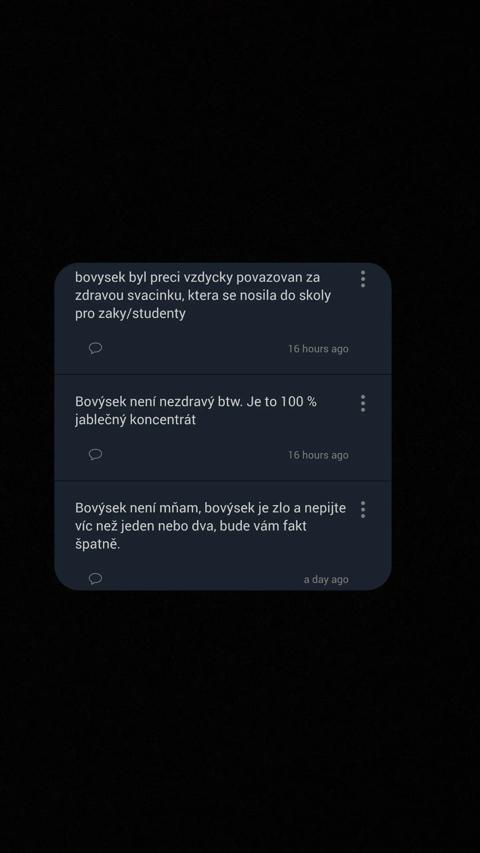 bovysek byl preci vzdycky povazovan za
zdravou svacinku, ktera se nosila do skoly
pro zaky/studenty
16 hours ago
Bovýsek není nezdravý btw. Je to 100 %
jablečný koncentrát
16 hours ago
Bovýsek není mňam, bovýsek je zlo a nepijte
víc než jeden nebo dva, bude vám fakt
špatně.
a day ago